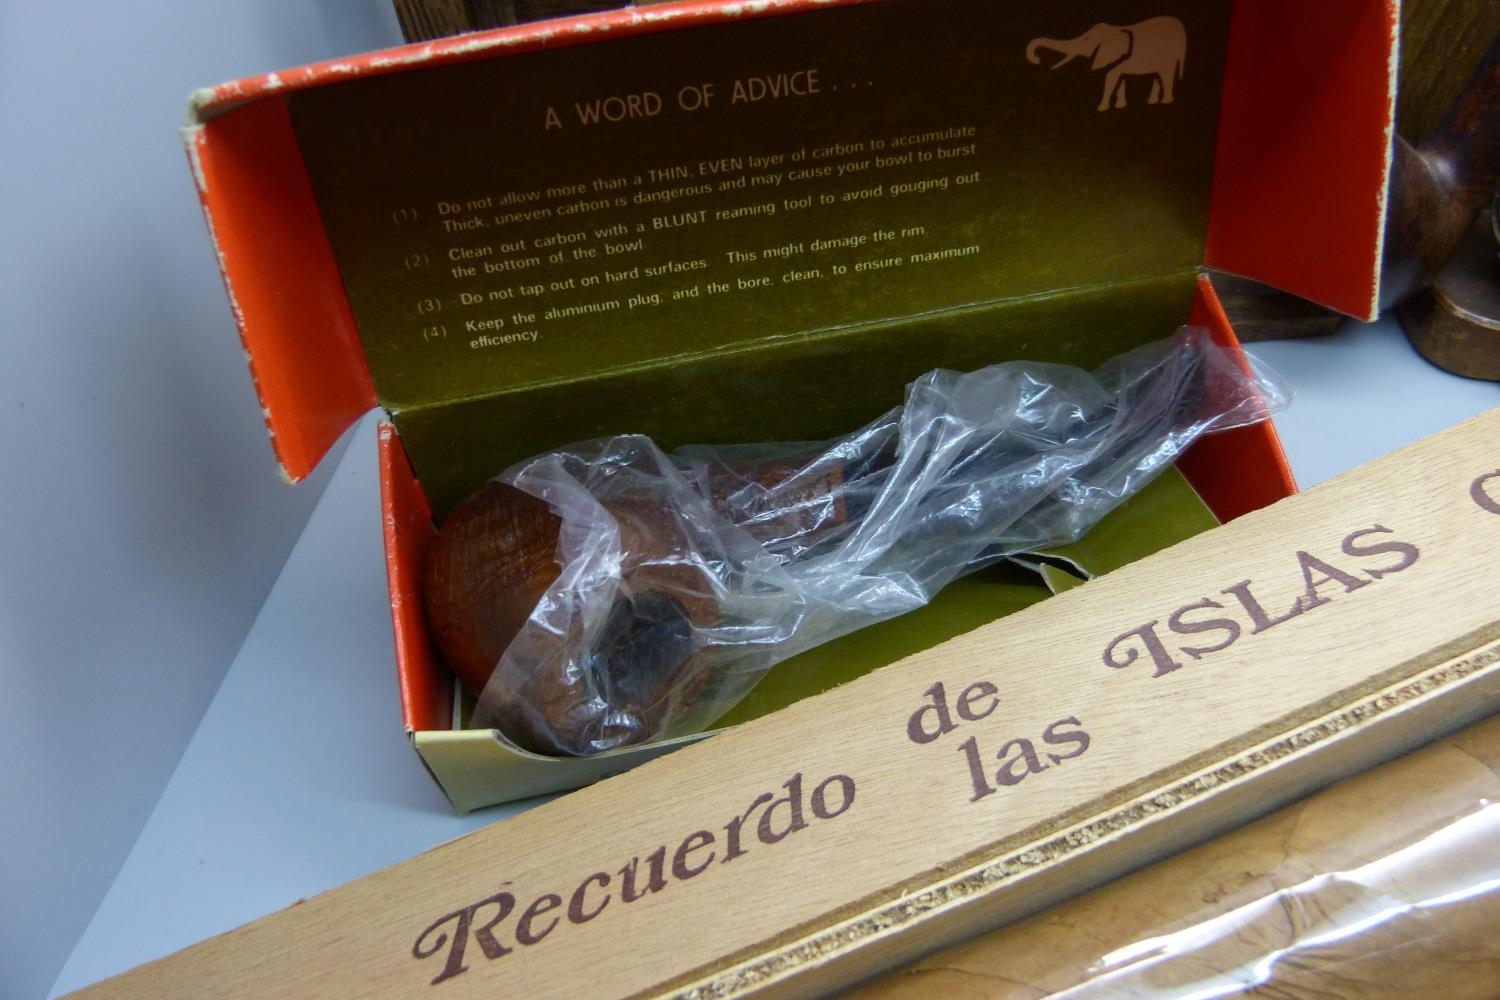 A WORD OF ADVICE . . .
(1) Do not allow more than a THIN, EVEN layer of carbon to accumulate
Thick, uneven carbon is dangerous and may cause your bowl to burst
(2) Clean out carbon with a BLUNT reaming tool to avoid gouging out
the bottom of the bowl
(3) Do not tap out on hard surfaces. This might damage the rim.
(4) Keep the aluminium plug, and the bore, clean, to ensure maximum
efficiency.
Recuerdo de las ISLAS